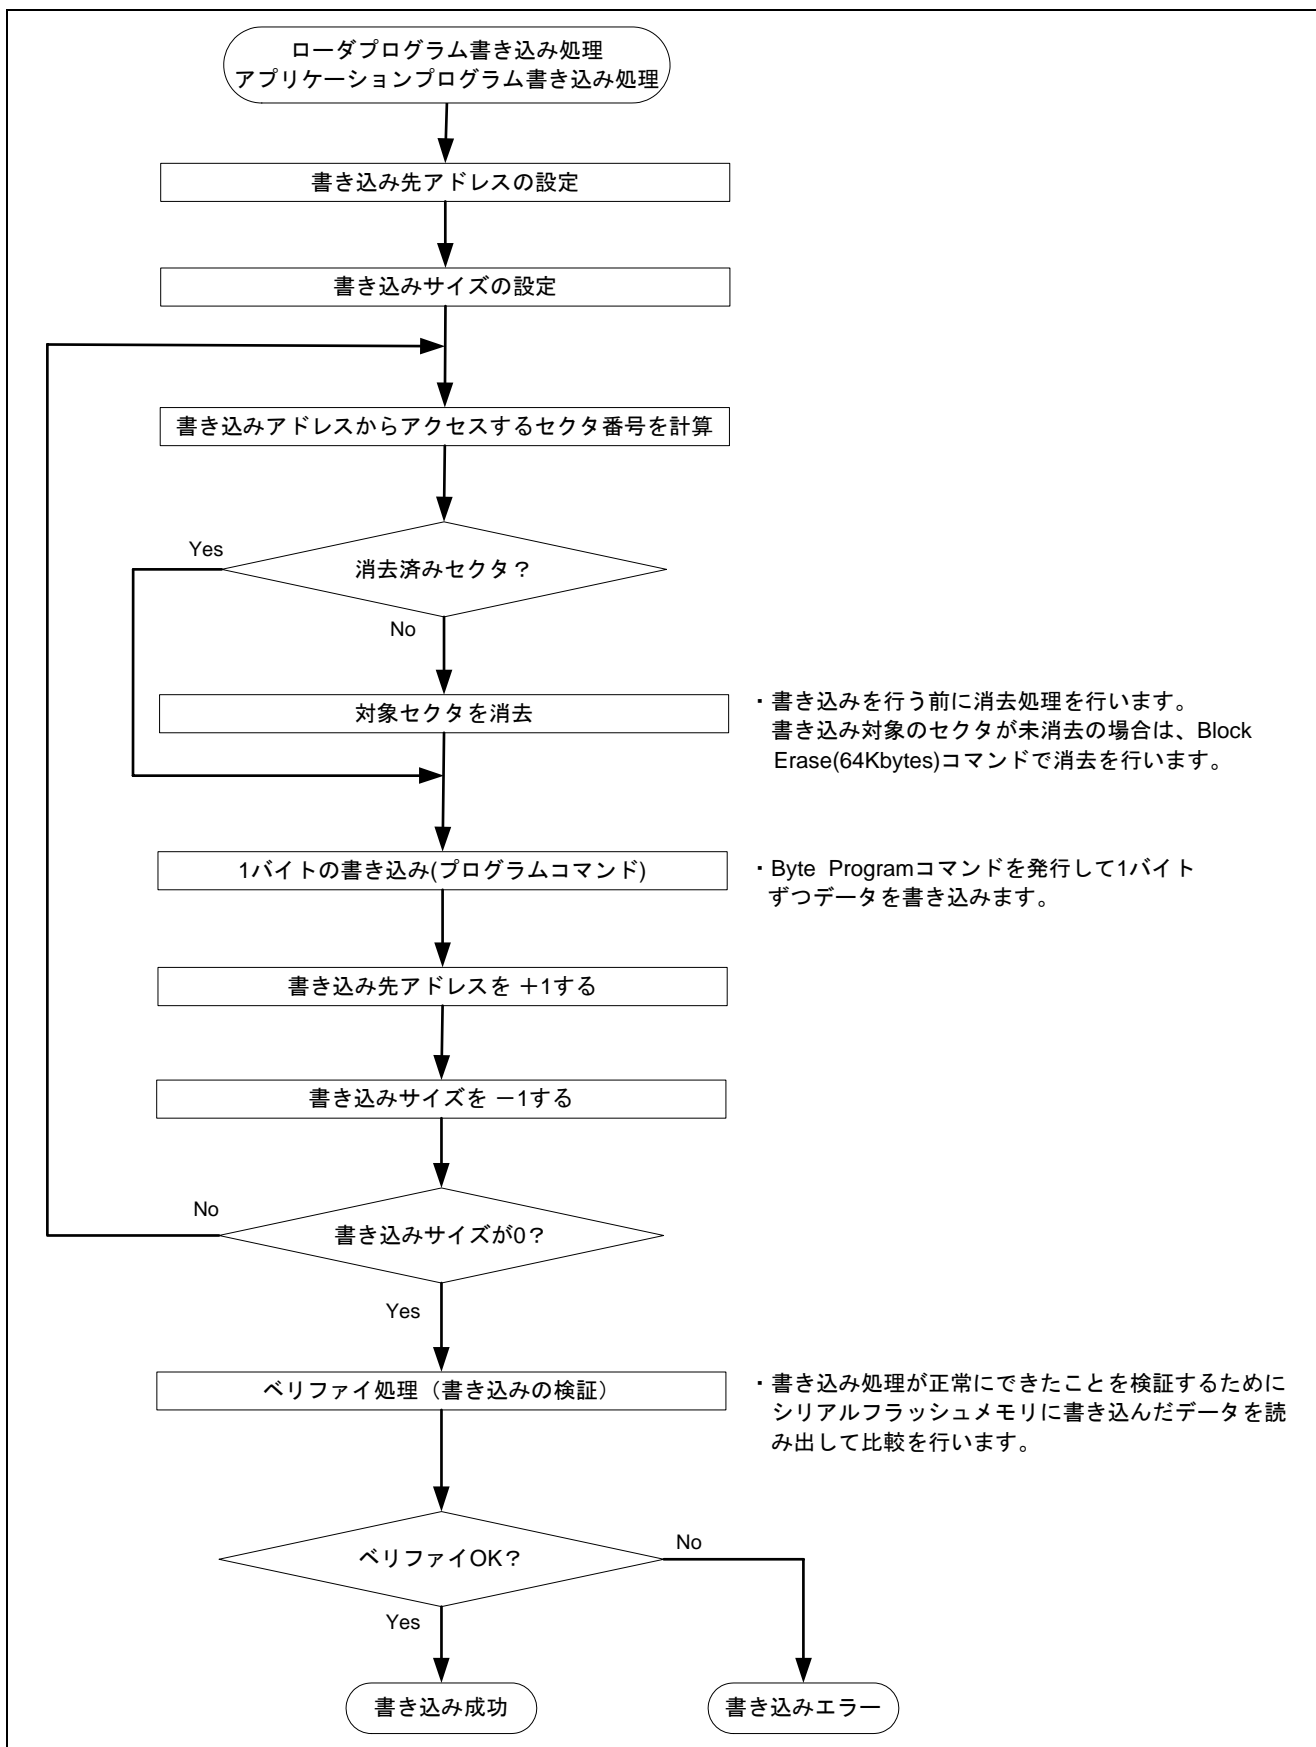 ローダプログラム書き込み処理
アプリケーションプログラム書き込み処理
書き込み先アドレスの設定
書き込みサイズの設定
書き込みアドレスからアクセスするセクタ番号を計算
Yes
消去済みセクタ？
No
対象セクタを消去
・書き込みを行う前に消去処理を行います。
書き込み対象のセクタが未消去の場合は、Block
Erase(64Kbytes)コマンドで消去を行います。
1バイトの書き込み(プログラムコマンド)
・Byte Programコマンドを発行して1バイト
ずつデータを書き込みます。
書き込み先アドレスを ＋1する
書き込みサイズを －1する
No
書き込みサイズが0？
Yes
ベリファイ処理（書き込みの検証）
・書き込み処理が正常にできたことを検証するために
シリアルフラッシュメモリに書き込んだデータを読
み出して比較を行います。
ベリファイOK？
No
Yes
書き込み成功
書き込みエラー